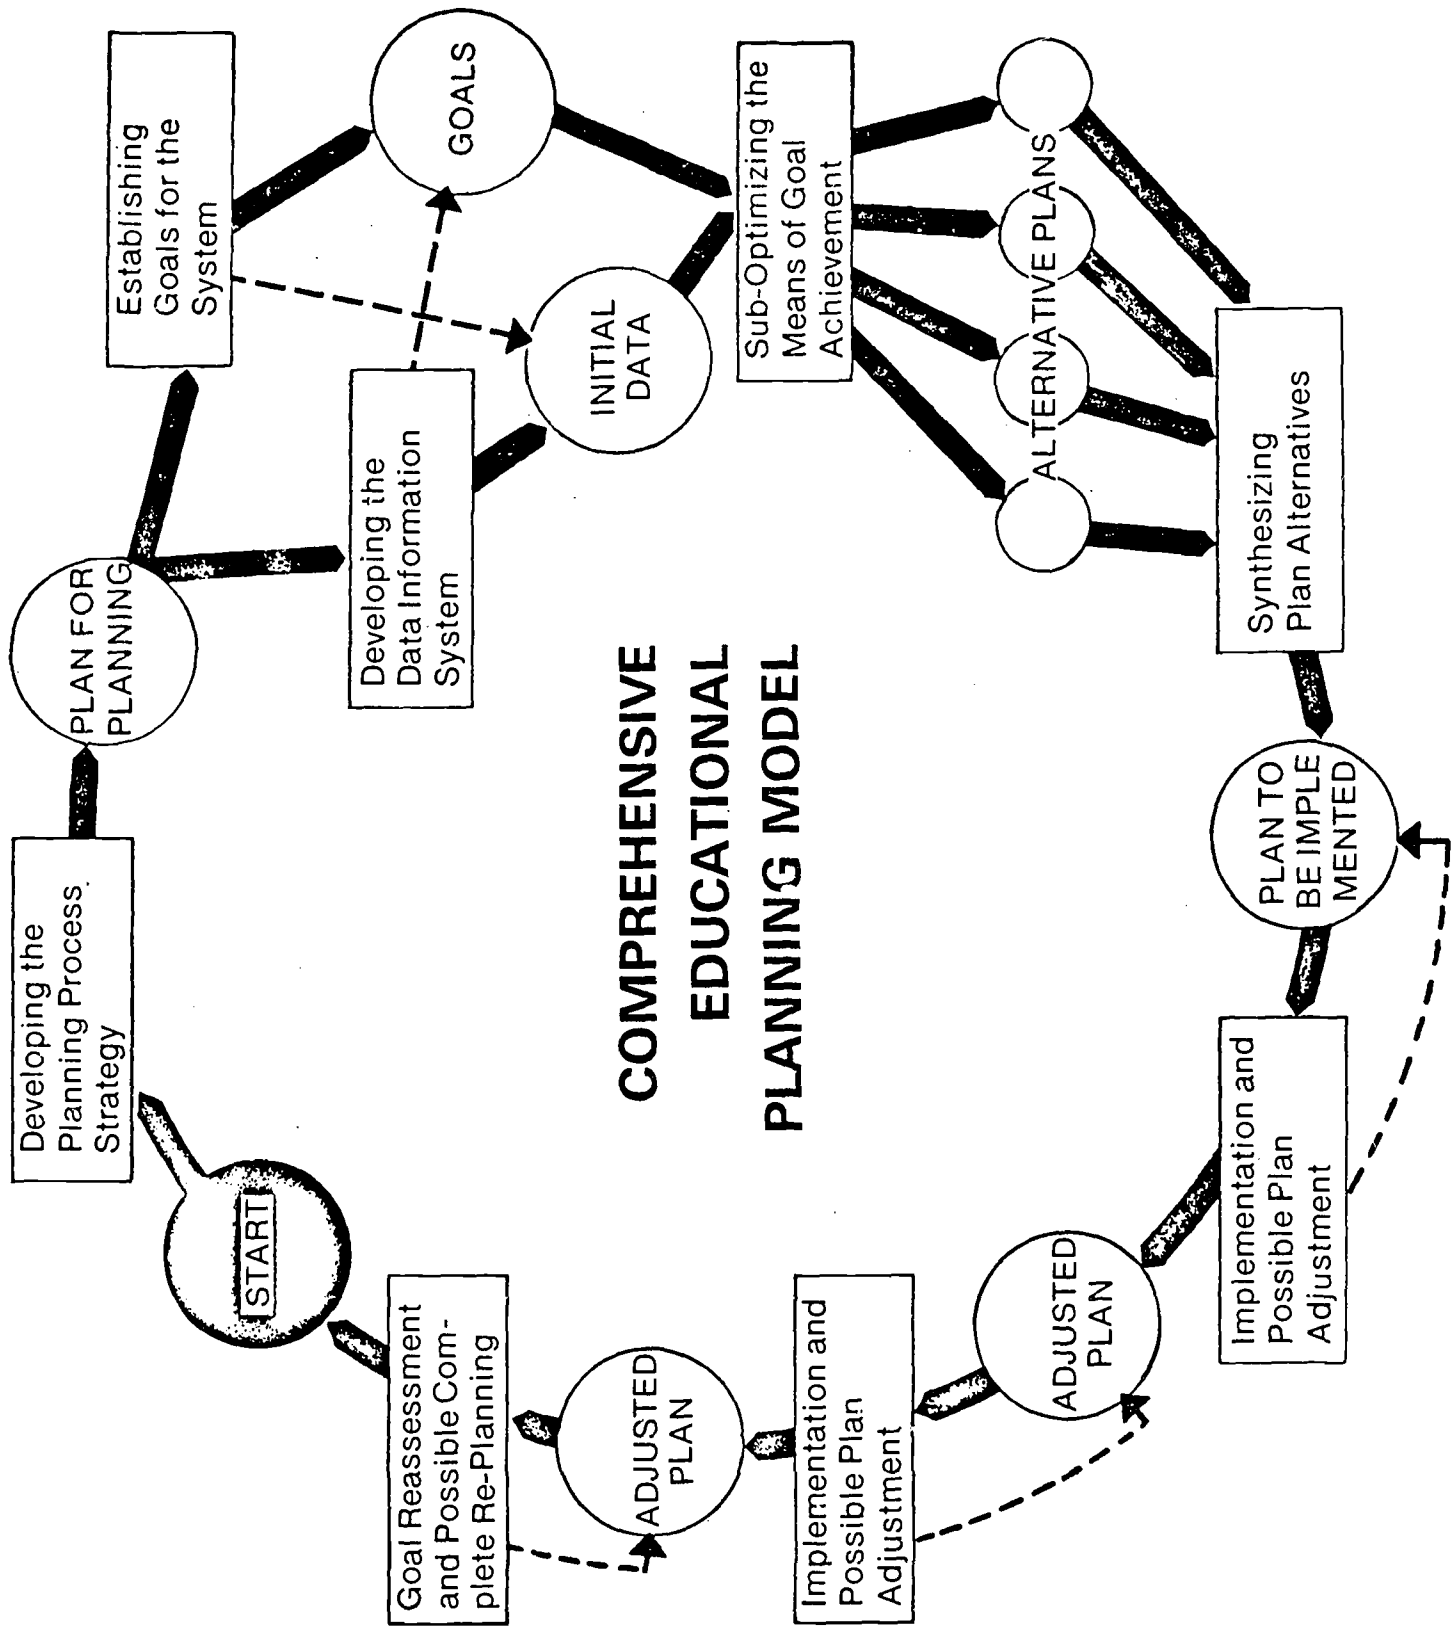 COMPREHENSIVE
EDUCATIONAL
PLANNING MODEL
START
Developing the
Planning Process
Strategy
PLAN FOR
PLANNING
Establishing
Goals for the
System
Developing the
Data Information
System
GOALS
INITIAL
DATA
Sub-Optimizing the
Means of Goal
Achievement
ALTERNATIVE PLANS
Synthesizing
Plan Alternatives
PLAN TO
BE IMPLE
MENTED
Implementation and
Possible Plan
Adjustment
ADJUSTED
PLAN
Implementation and
Possible Plan
Adjustment
ADJUSTED
PLAN
Goal Reassessment
and Possible Com-
plete Re-Planning